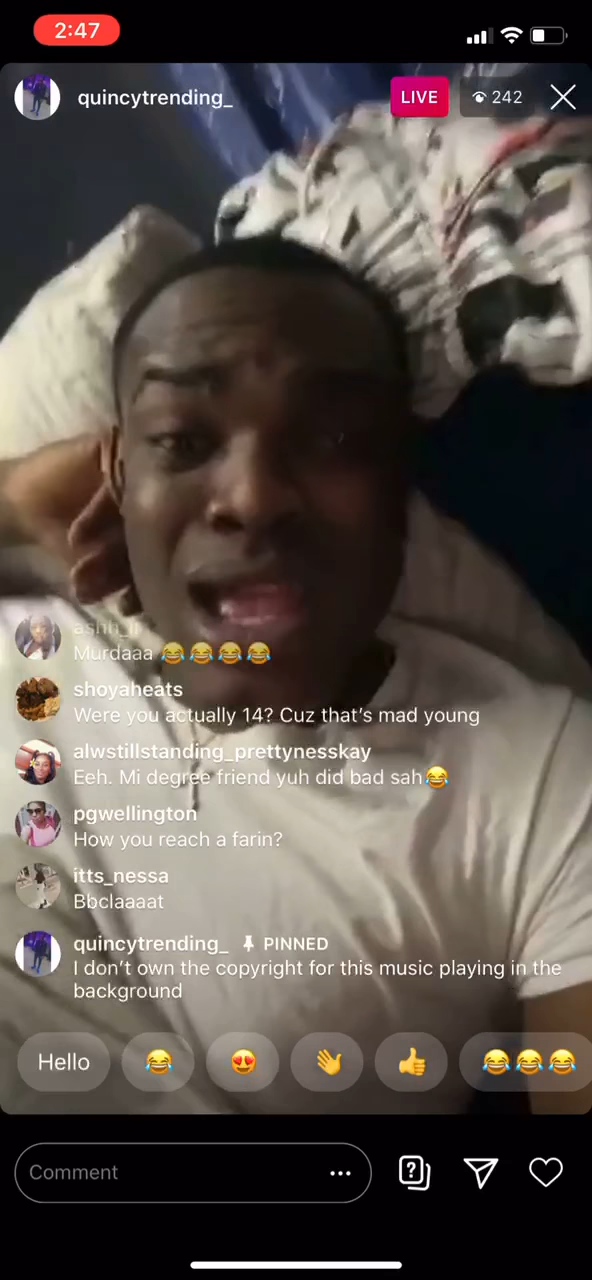 2:47
quincytrending_
LIVE
242
Murdaaa 😂😂😂😂
shoyaheats
Were you actually 14? Cuz that's mad young
alwstillstanding_prettynesskay
Eeh. Mi degree friend yuh did bad sah😂
pgwellington
How you reach a farin?
itts_nessa
Bbclaaaat
quincytrending_ PINNED
I don't own the copyright for this music playing in the
background
Hello 😂 😍 👋 👍 😂😂😂
Comment